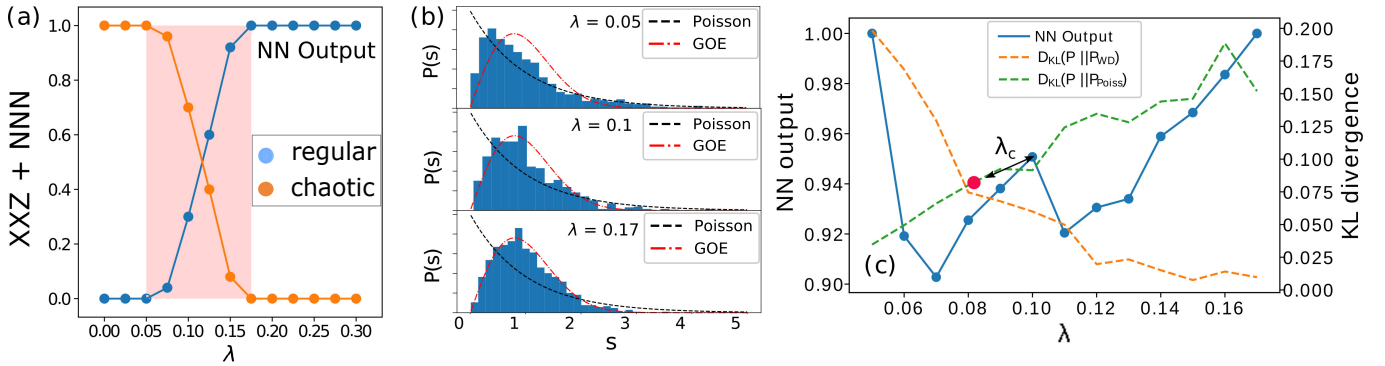 (a)
XXZ + NNN
1.0
0.8
0.6
0.4
0.2
0.0
NN Output
regular
chaotic
0.00 0.05 0.10 0.15 0.20 0.25 0.30
λ
(b)
P(s)
λ = 0.05
Poisson
GOE
P(s)
λ = 0.1
Poisson
GOE
P(s)
λ = 0.17
Poisson
GOE
0 1 2 3 4 5
s
NN output
1.00
0.98
0.96
0.94
0.92
0.90
NN Output
D_KL(P ||P_WD)
D_KL(P ||P_Poiss)
λ_c
(c)
0.06 0.08 0.10 0.12 0.14 0.16
λ
0.200
0.175
0.150
0.125
0.100
0.075
0.050
0.025
0.000
KL divergence